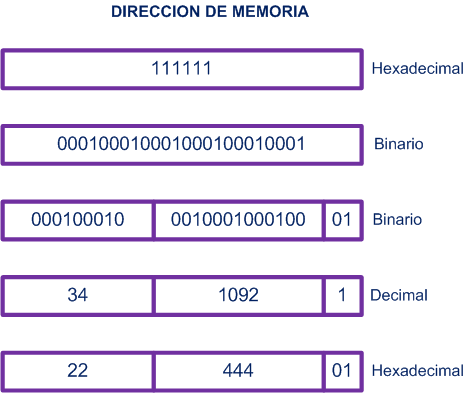 DIRECCION DE MEMORIA
111111 Hexadecimal
000100010001000100010001 Binario
000100010 0010001000100 01 Binario
34 1092 1 Decimal
22 444 01 Hexadecimal